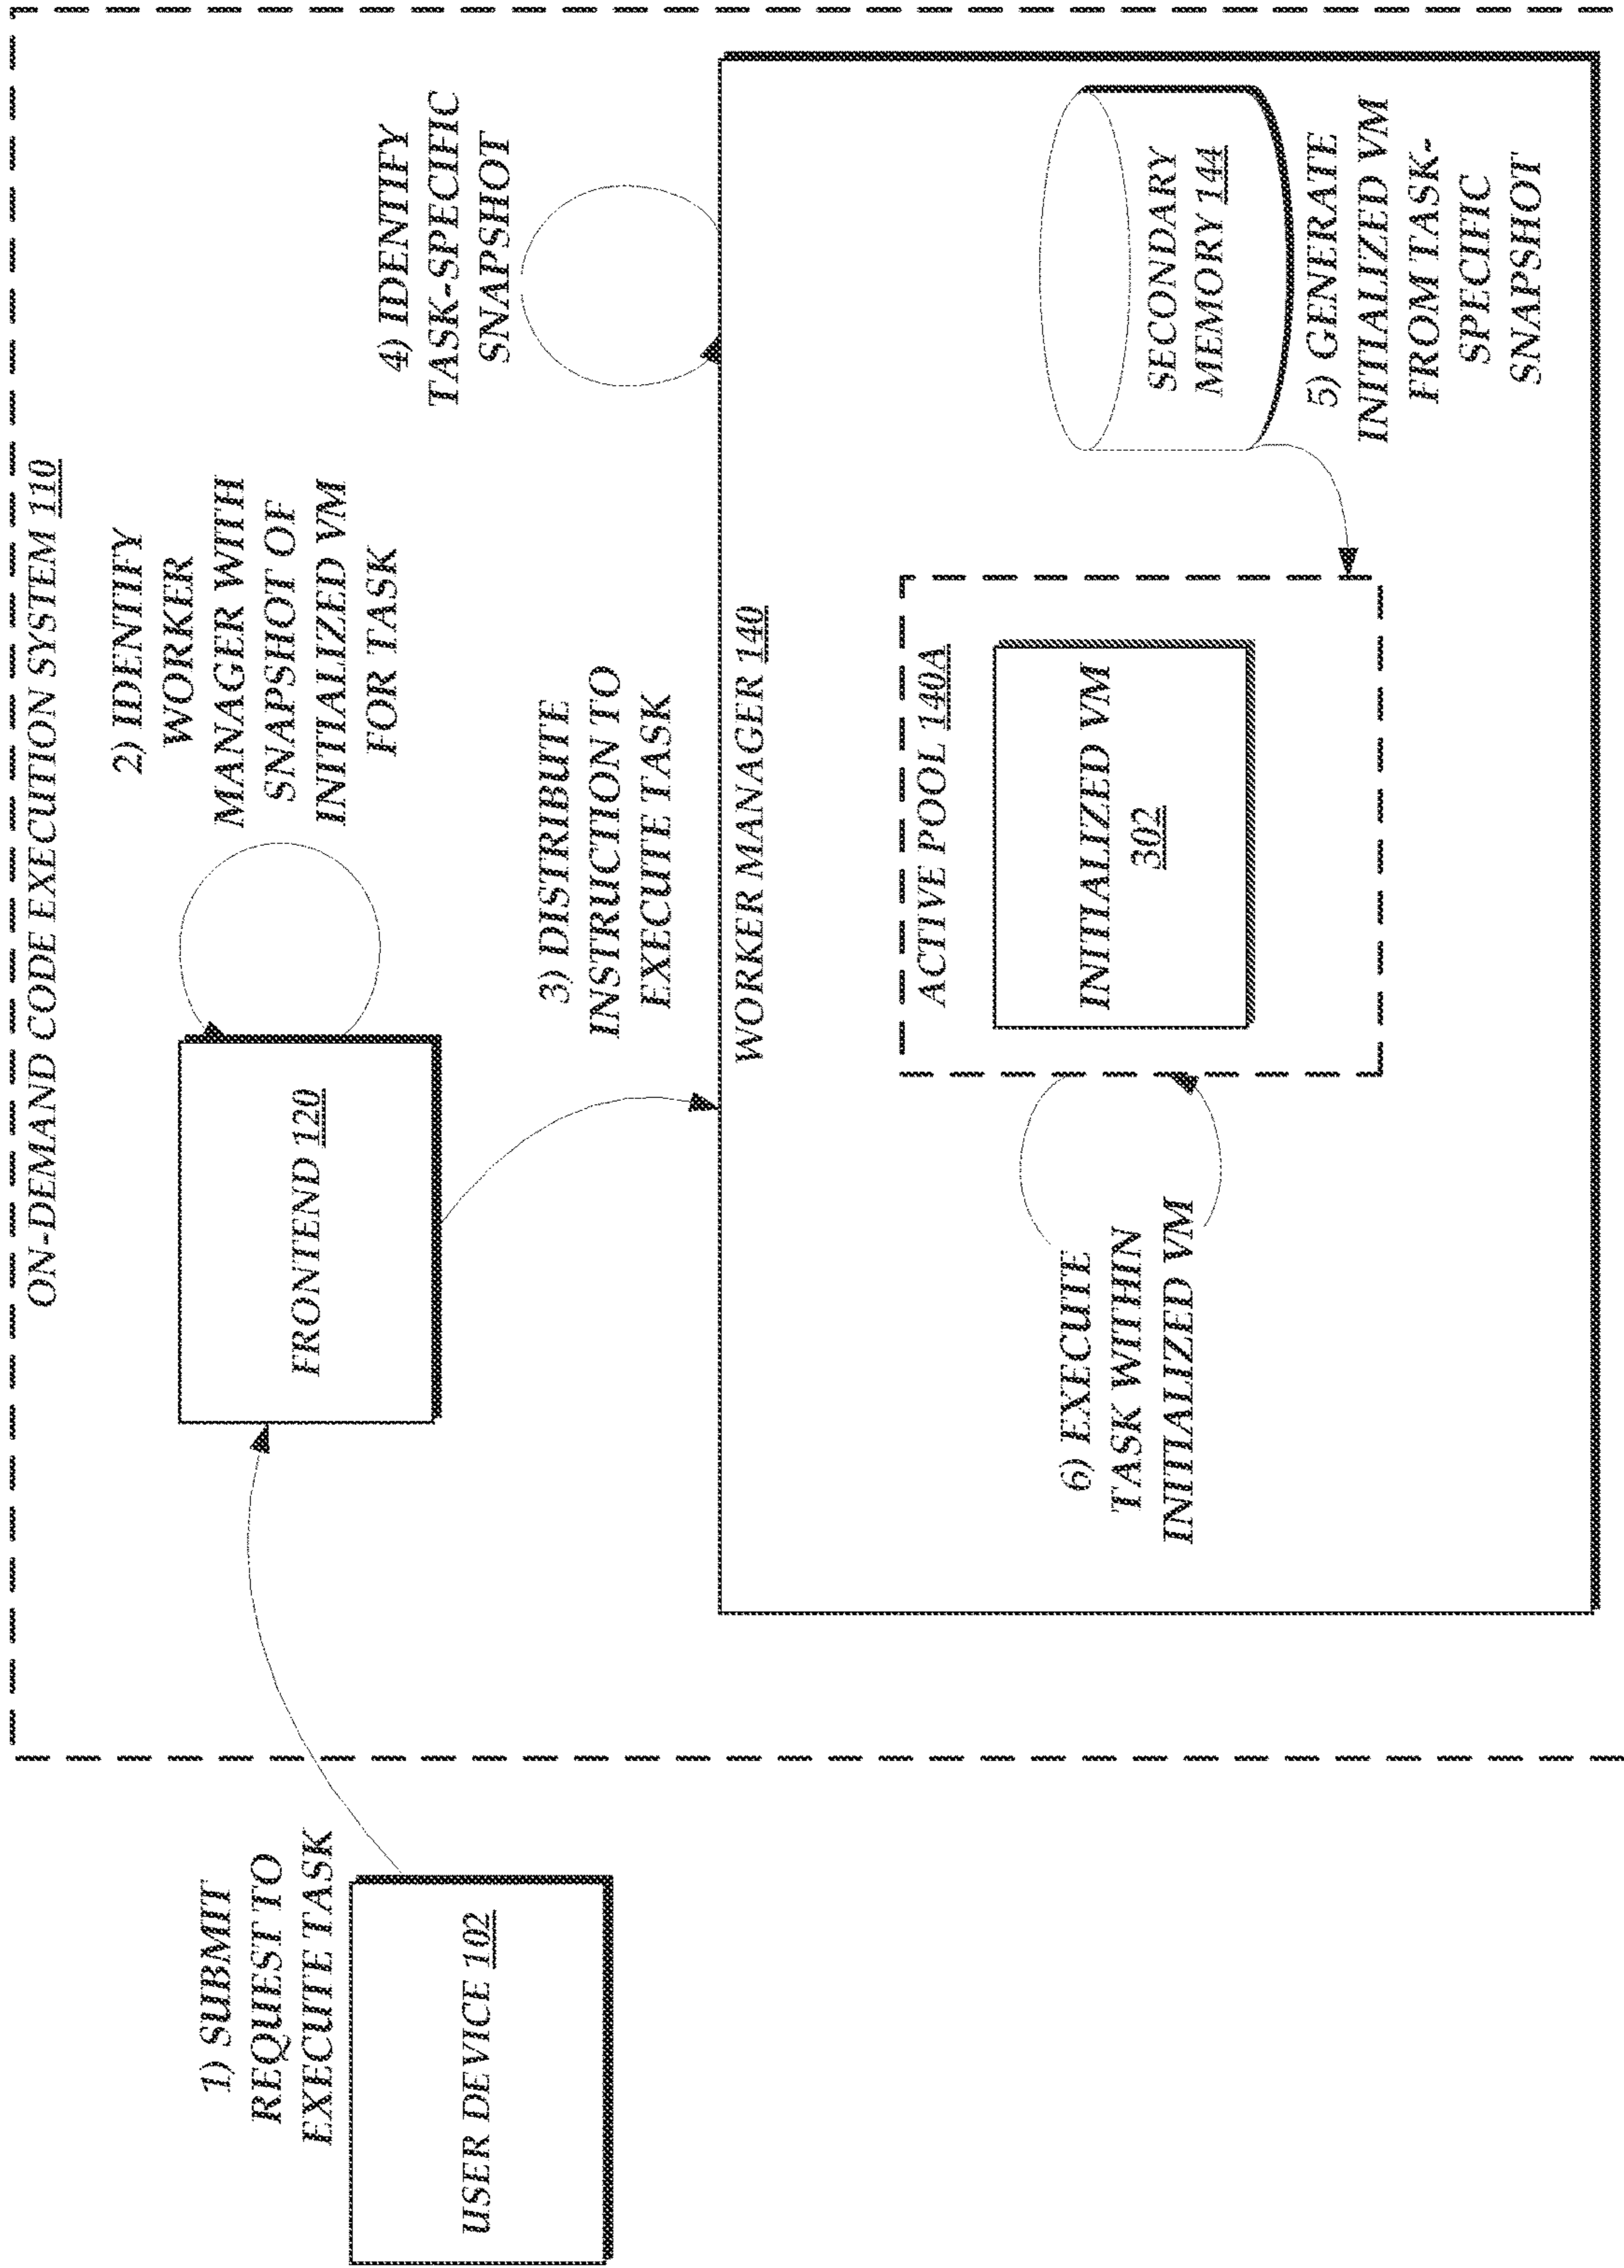 ON-DEMAND CODE EXECUTION SYSTEM 110
1) SUBMIT
REQUEST TO
EXECUTE TASK
USER DEVICE 102
FRONTEND 120
2) IDENTIFY
WORKER
MANAGER WITH
SNAPSHOT OF
INITIALIZED VM
FOR TASK
3) DISTRIBUTE
INSTRUCTION TO
EXECUTE TASK
4) IDENTIFY
TASK-SPECIFIC
SNAPSHOT
WORKER MANAGER 140
ACTIVE POOL 140A
INITIALIZED VM
302
SECONDARY
MEMORY 144
5) GENERATE
INITIALIZED VM
FROM TASK-
SPECIFIC
SNAPSHOT
6) EXECUTE
TASK WITHIN
INITIALIZED VM